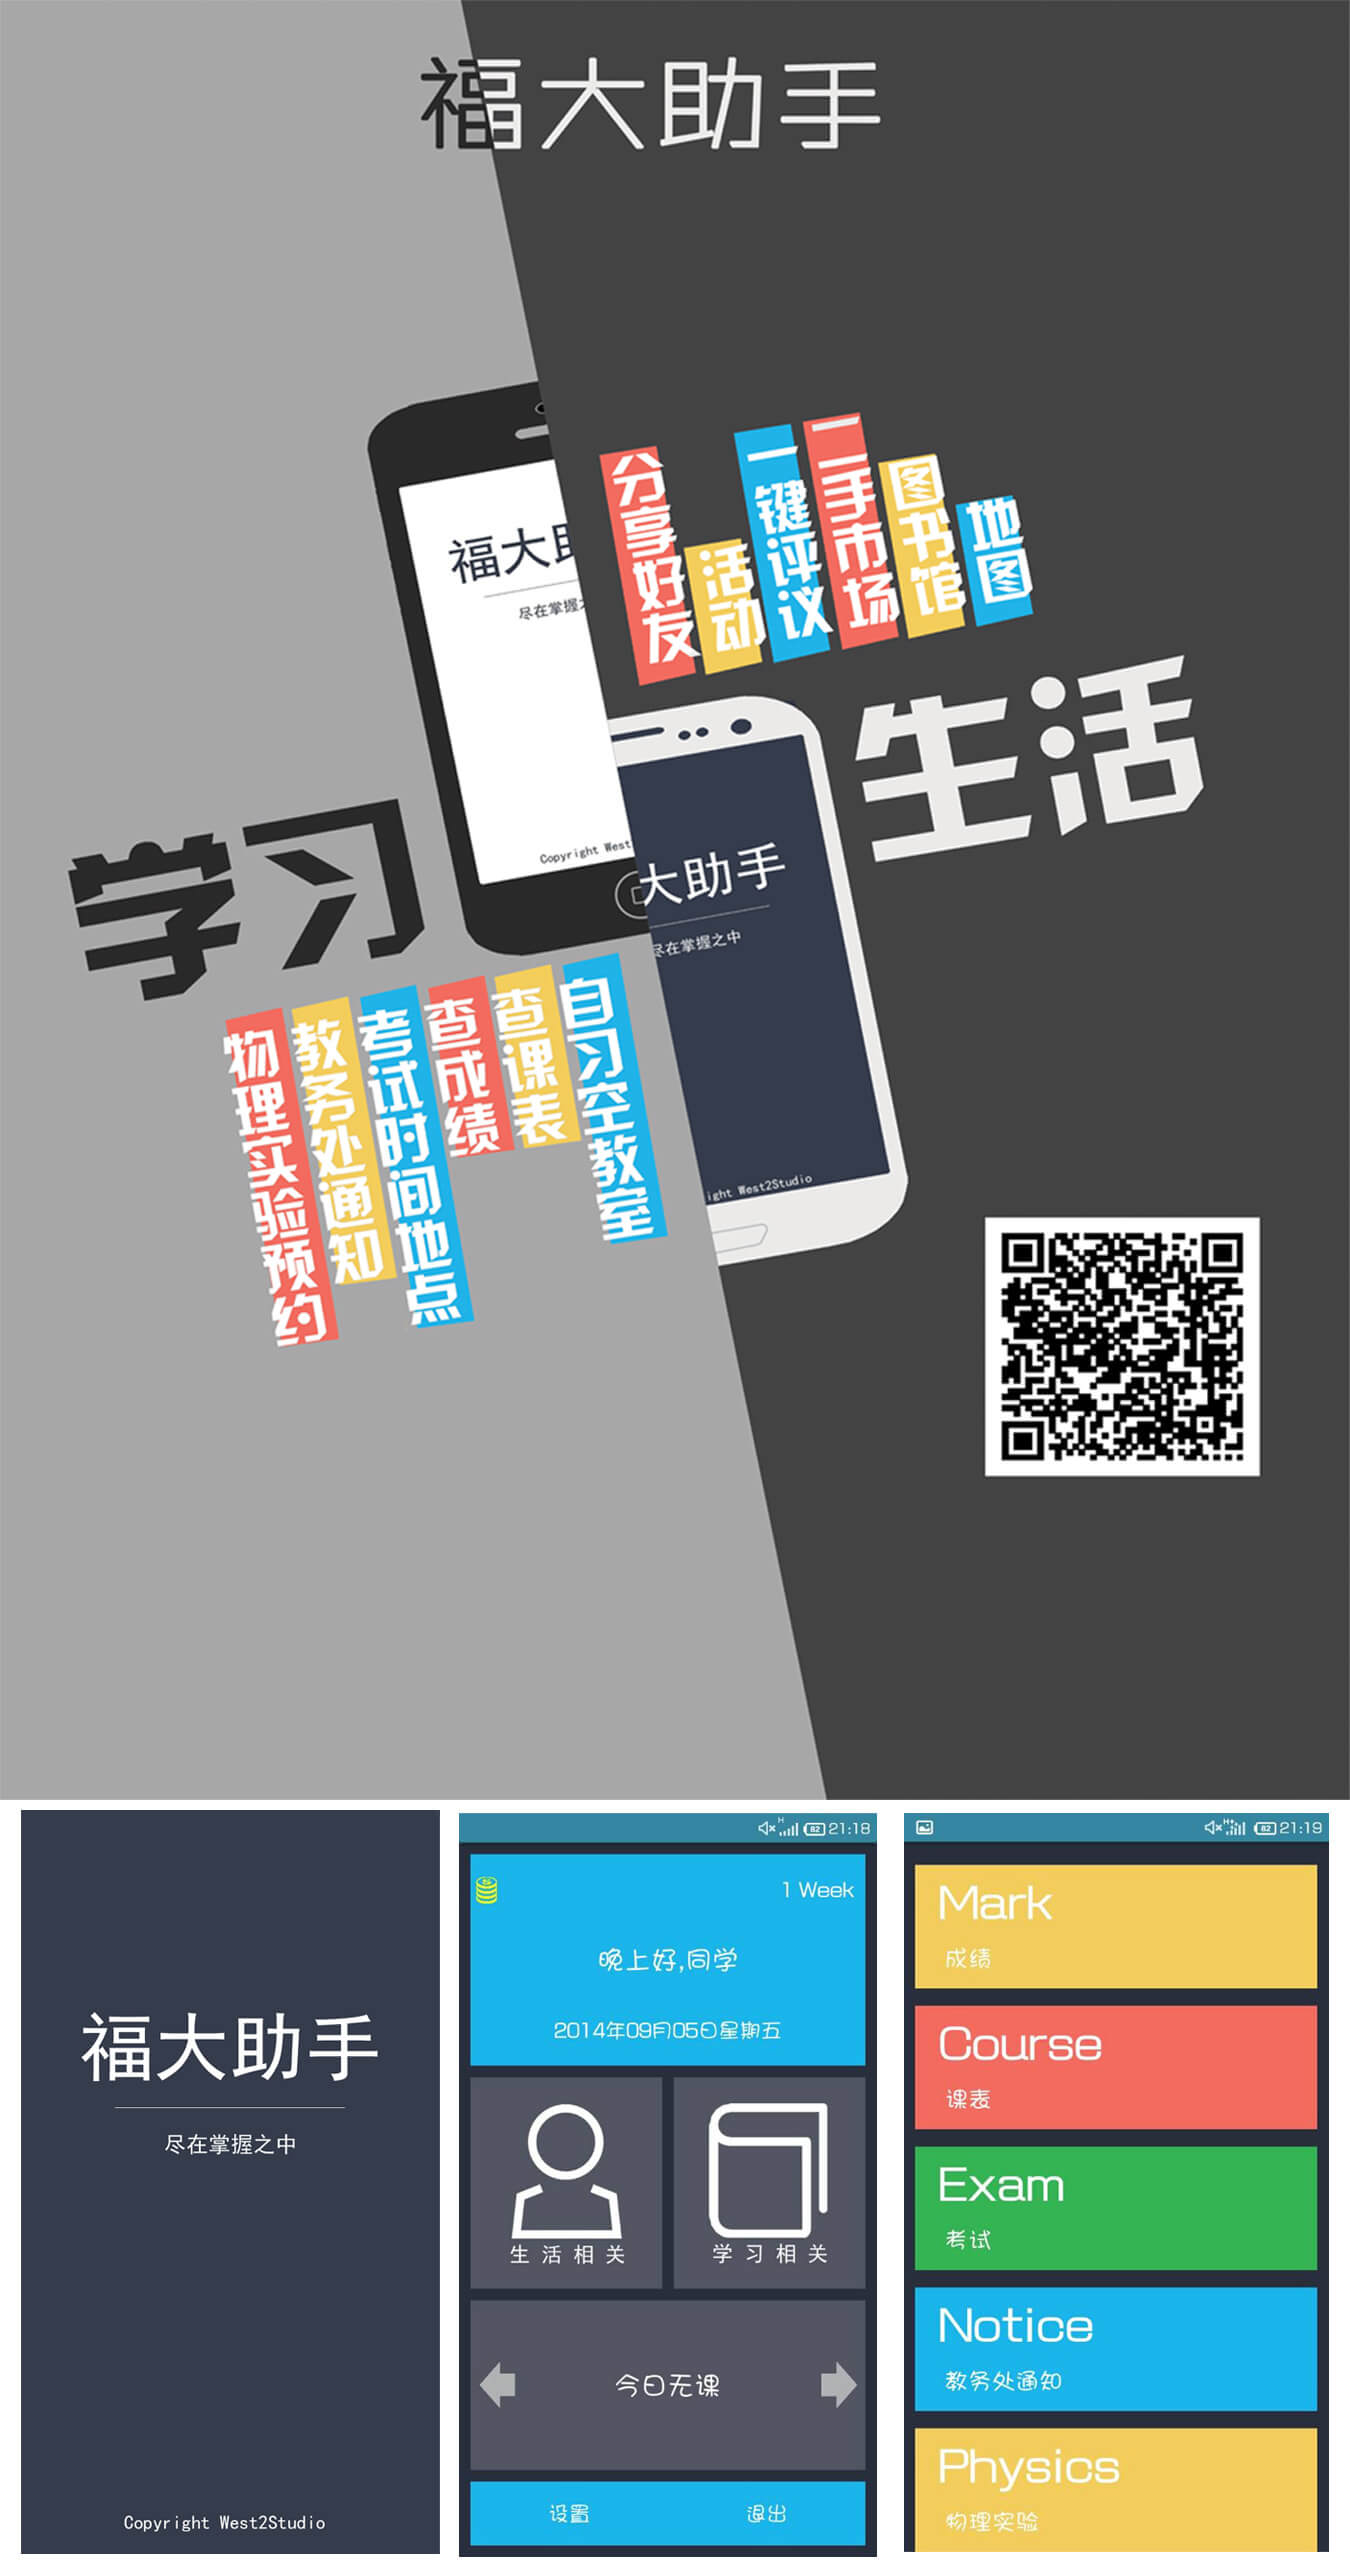 福大助手
分享好友
活动
一键评议
二手市场
图书馆
地图
生活
福大助
尽在掌握之
Copyright West
学习
大助手
尽在掌握之中
ight West2Studio
物理实验预约
教务处通知
考试时间地点
查成绩
查课表
自习空教室
福大助手
尽在掌握之中
Copyright West2Studio
82 21:18
1 Week
晚上好,同学
2014年09月05日星期五
生活相关
学习相关
今日无课
设置
退出
82 21:19
Mark
成绩
Course
课表
Exam
考试
Notice
教务处通知
Physics
物理实验